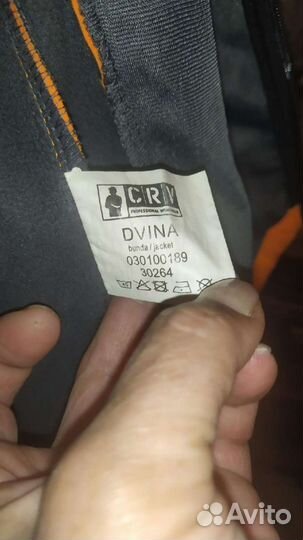 CRV
PROFESSIONAL WORKWEAR
DVINA
bunda / jacket
030100189
30264
Avito